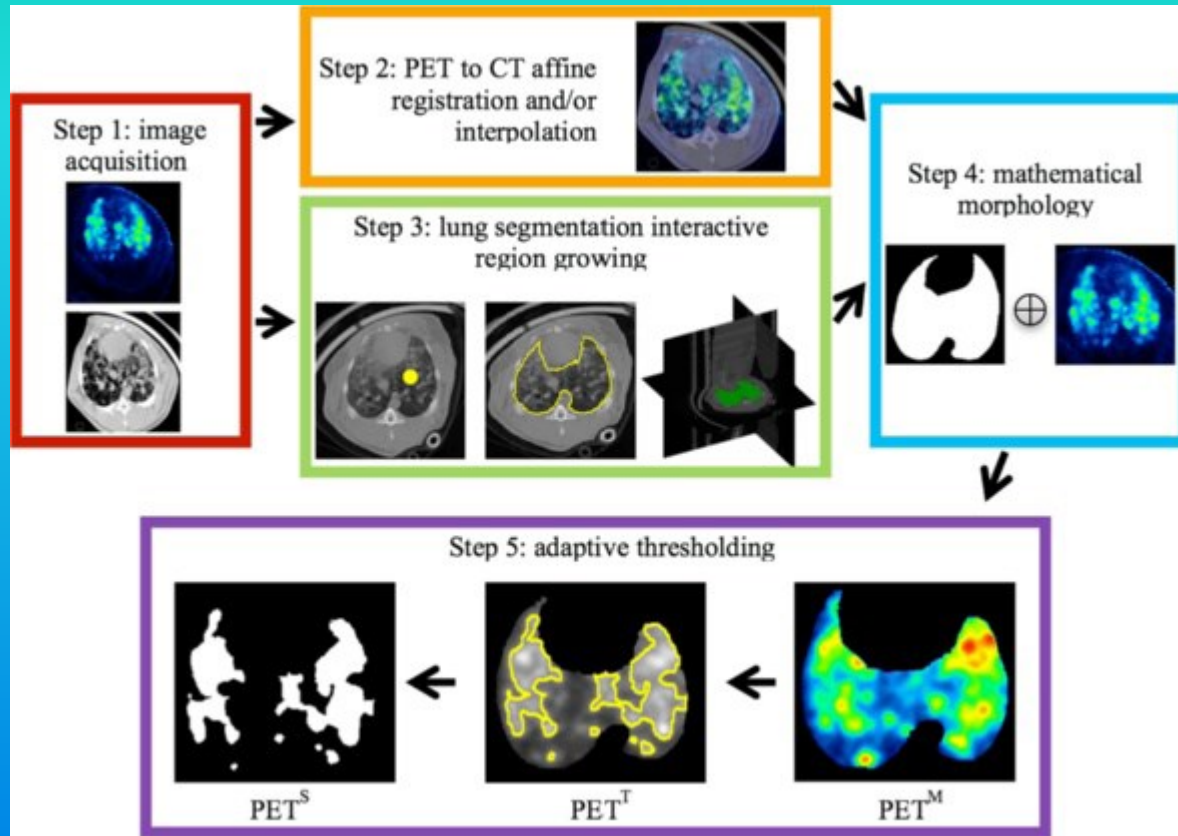 Step 1: image
acquisition
Step 2: PET to CT affine
registration and/or
interpolation
Step 3: lung segmentation interactive
region growing
Step 4: mathematical
morphology
Step 5: adaptive thresholding
PET^S
PET^T
PET^M